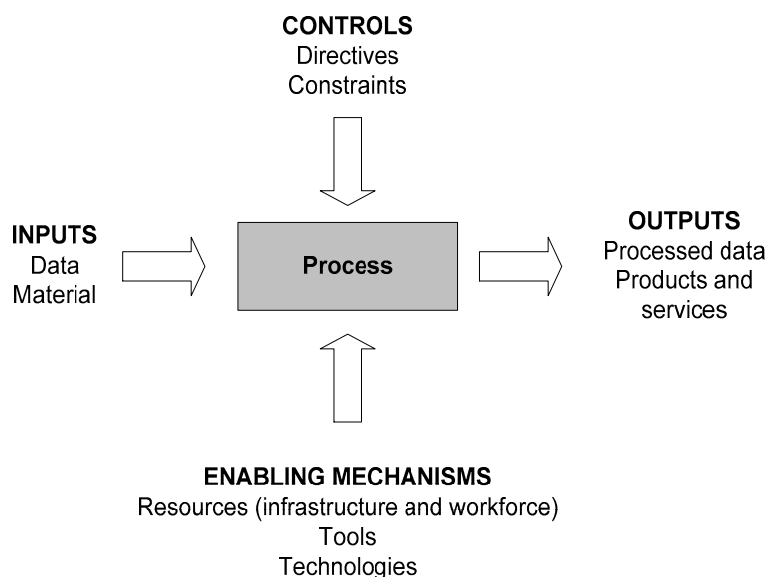 CONTROLS
Directives
Constraints
INPUTS
Data
Material
Process
OUTPUTS
Processed data
Products and
services
ENABLING MECHANISMS
Resources (infrastructure and workforce)
Tools
Technologies